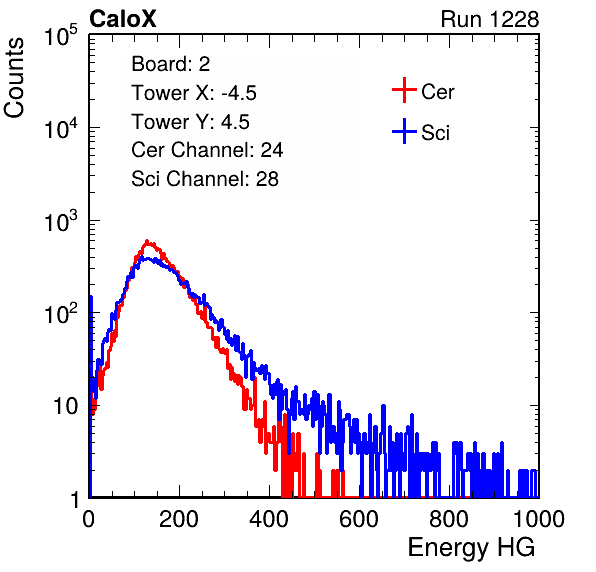 CaloX Run 1228
Counts
Board: 2
Tower X: -4.5
Tower Y: 4.5
Cer Channel: 24
Sci Channel: 28
Cer
Sci
10^5
10^4
10^3
10^2
10
1
0 200 400 600 800 1000
Energy HG